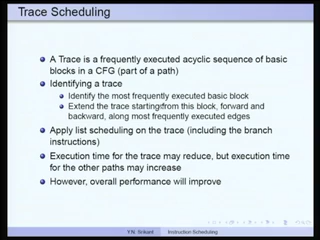 Trace Scheduling
A Trace is a frequently executed acyclic sequence of basic
blocks in a CFG (part of a path)
Identifying a trace
Identify the most frequently executed basic block
Extend the trace starting from this block, forward and
backward, along most frequently executed edges
Apply list scheduling on the trace (including the branch
instructions)
Execution time for the trace may reduce, but execution time
for the other paths may increase
However, overall performance will improve
Y.N. Srikant Instruction Scheduling